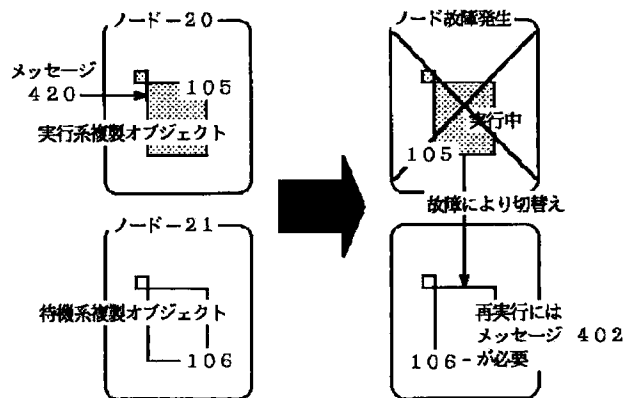 ノード－20
メッセージ
420
105
実行系複製オブジェクト
ノード－21
待機系複製オブジェクト
106
ノード故障発生
実行中
105
故障により切替え
再実行には
メッセージ 402
が必要
106